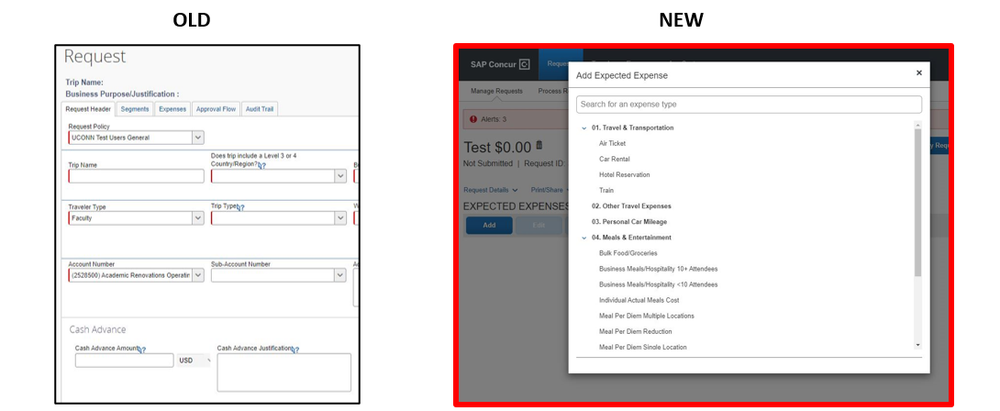 OLD
NEW
Request
Trip Name:
Business Purpose/Justification :
Request Header Segments Expenses Approval Flow Audit Trail
Request Policy
UCONN Test Users General
Trip Name
Does trip include a Level 3 or 4
Country/Region?
Traveler Type
Trip Type
Faculty
Account Number
Sub-Account Number
(2528500) Academic Renovations Operatin
Cash Advance
Cash Advance Amount
Cash Advance Justification
USD
SAP Concur C
Manage Requests
Alerts: 3
Test $0.00
Not Submitted | Request ID:
Request Details Print/Share
EXPECTED EXPENSES
Add Edit
Add Expected Expense
Search for an expense type
01. Travel & Transportation
Air Ticket
Car Rental
Hotel Reservation
Train
02. Other Travel Expenses
03. Personal Car Mileage
04. Meals & Entertainment
Bulk Food/Groceries
Business Meals/Hospitality 10+ Attendees
Business Meals/Hospitality <10 Attendees
Individual Actual Meals Cost
Meal Per Diem Multiple Locations
Meal Per Diem Reduction
Meal Per Diem Single Location